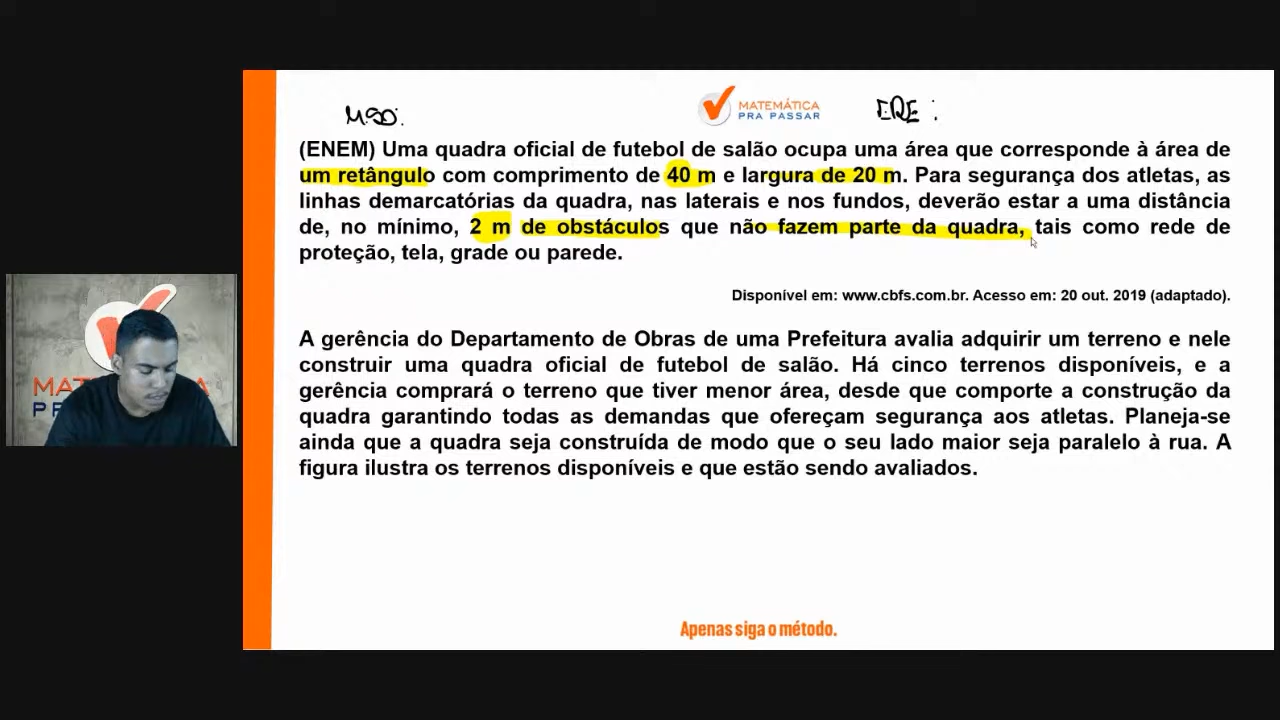 MSO:
MATEMÁTICA
PRA PASSAR
EQE:
(ENEM) Uma quadra oficial de futebol de salão ocupa uma área que corresponde à área de
um retângulo com comprimento de 40 m e largura de 20 m. Para segurança dos atletas, as
linhas demarcatórias da quadra, nas laterais e nos fundos, deverão estar a uma distância
de, no mínimo, 2 m de obstáculos que não fazem parte da quadra, tais como rede de
proteção, tela, grade ou parede.
Disponível em: www.cbfs.com.br. Acesso em: 20 out. 2019 (adaptado).
A gerência do Departamento de Obras de uma Prefeitura avalia adquirir um terreno e nele
construir uma quadra oficial de futebol de salão. Há cinco terrenos disponíveis, e a
gerência comprará o terreno que tiver menor área, desde que comporte a construção da
quadra garantindo todas as demandas que ofereçam segurança aos atletas. Planeja-se
ainda que a quadra seja construída de modo que o seu lado maior seja paralelo à rua. A
figura ilustra os terrenos disponíveis e que estão sendo avaliados.
Apenas siga o método.